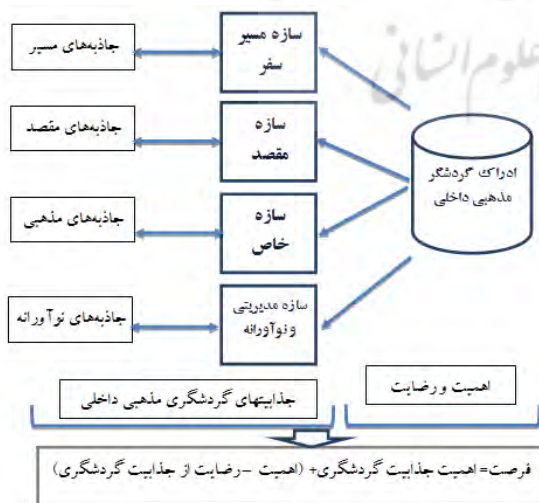 علوم انسانی
جاذبه‌های مسیر
سازه مسیر
سفر
جاذبه‌های مقصد
سازه
مقصد
ادراک گردشگر
مذهبی داخلی
جاذبه‌های مذهبی
سازه
خاص
جاذبه‌های نوآورانه
سازه مدیریتی
و نوآورانه
اهمیت و رضایت
جذابیتهای گردشگری مذهبی داخلی
فرصت= اهمیت جذابیت گردشگری+ (اهمیت –رضایت از جذابیت گردشگری)